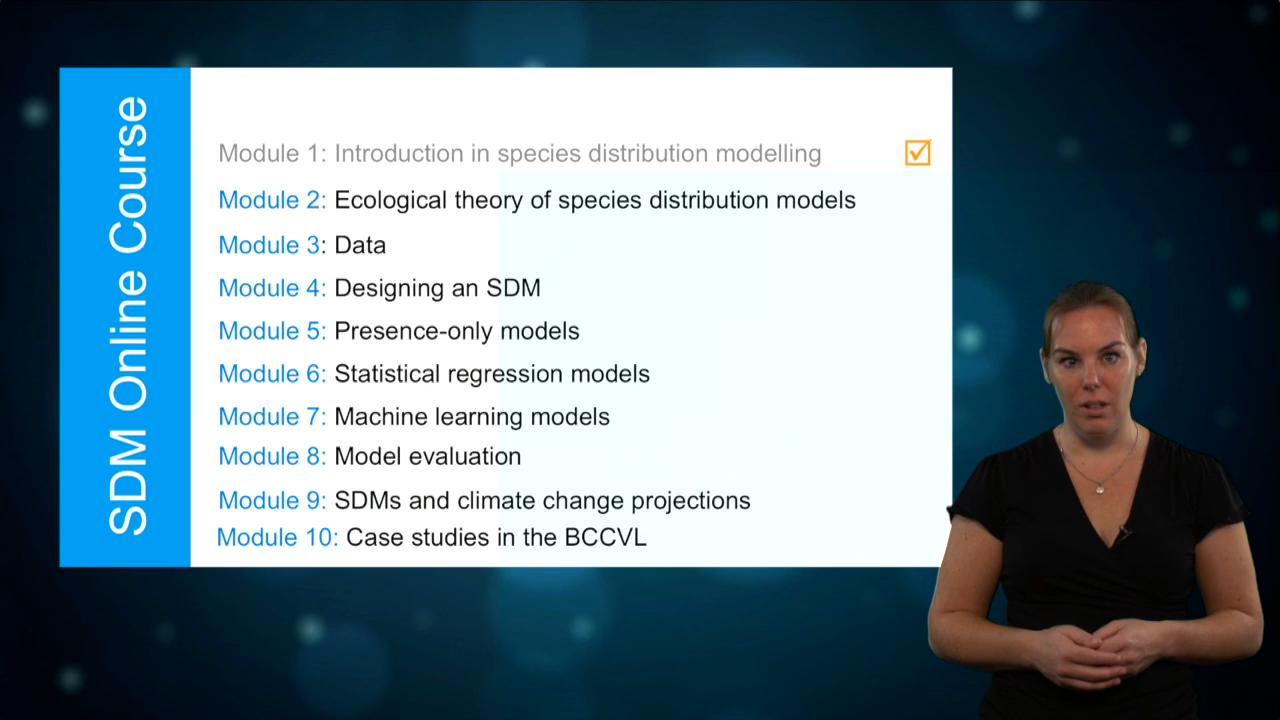 SDM Online Course
Module 1: Introduction in species distribution modelling
Module 2: Ecological theory of species distribution models
Module 3: Data
Module 4: Designing an SDM
Module 5: Presence-only models
Module 6: Statistical regression models
Module 7: Machine learning models
Module 8: Model evaluation
Module 9: SDMs and climate change projections
Module 10: Case studies in the BCCVL